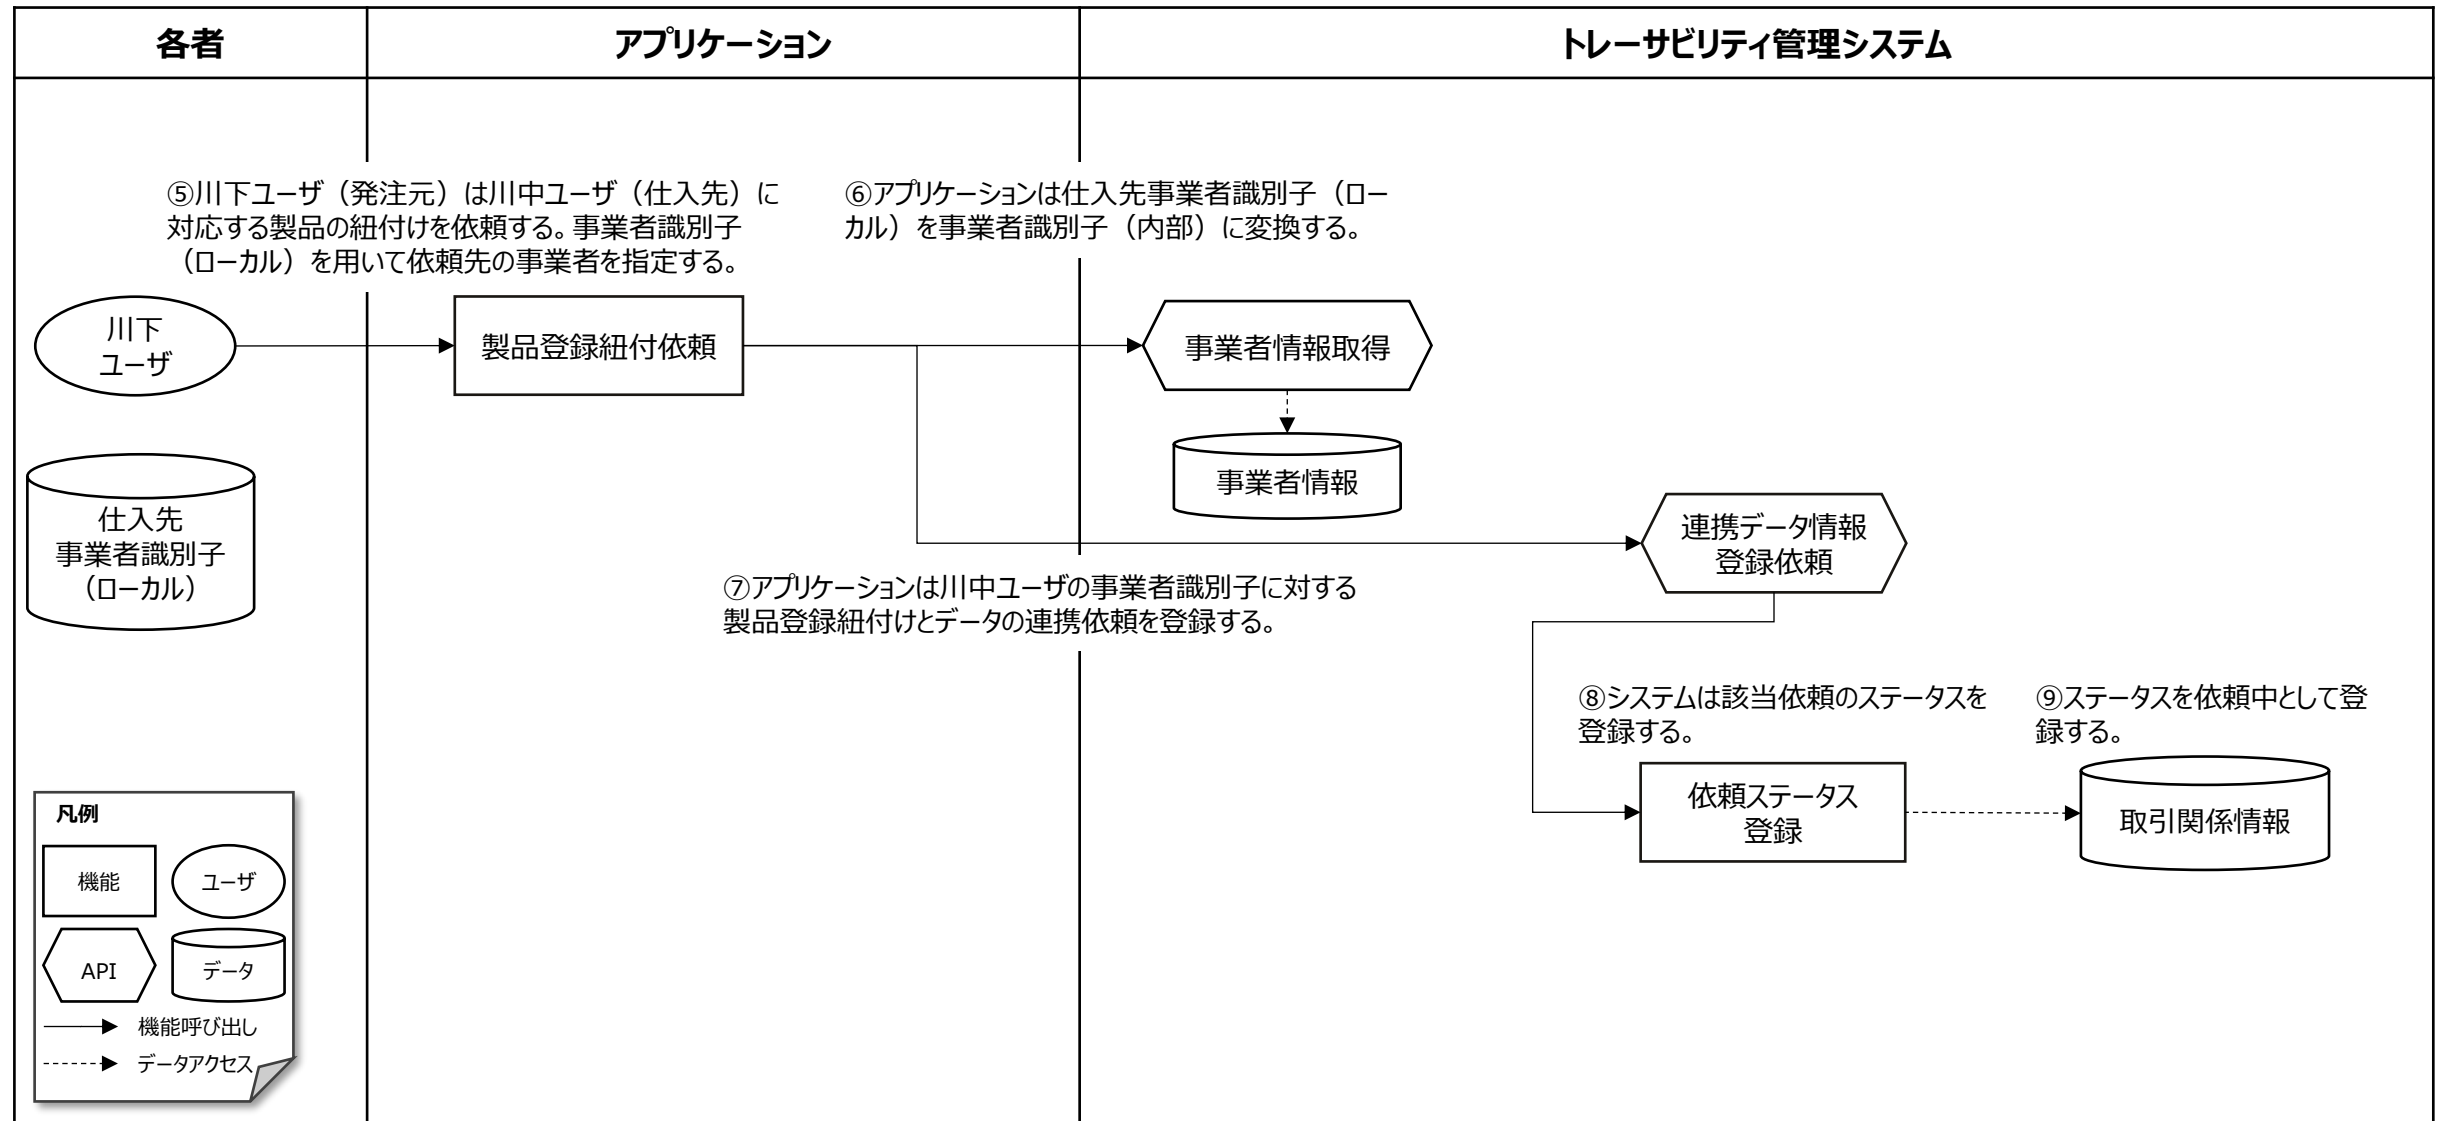 各者
アプリケーション
トレーサビリティ管理システム
⑤川下ユーザ（発注元）は川中ユーザ（仕入先）に
対応する製品の紐付けを依頼する。事業者識別子
（ローカル）を用いて依頼先の事業者を指定する。
⑥アプリケーションは仕入先事業者識別子（ロー
カル）を事業者識別子（内部）に変換する。
川下
ユーザ
製品登録紐付依頼
事業者情報取得
事業者情報
仕入先
事業者識別子
（ローカル）
連携データ情報
登録依頼
⑦アプリケーションは川中ユーザの事業者識別子に対する
製品登録紐付けとデータの連携依頼を登録する。
⑧システムは該当依頼のステータスを
登録する。
⑨ステータスを依頼中として登
録する。
依頼ステータス
登録
取引関係情報
凡例
機能
ユーザ
API
データ
機能呼び出し
データアクセス